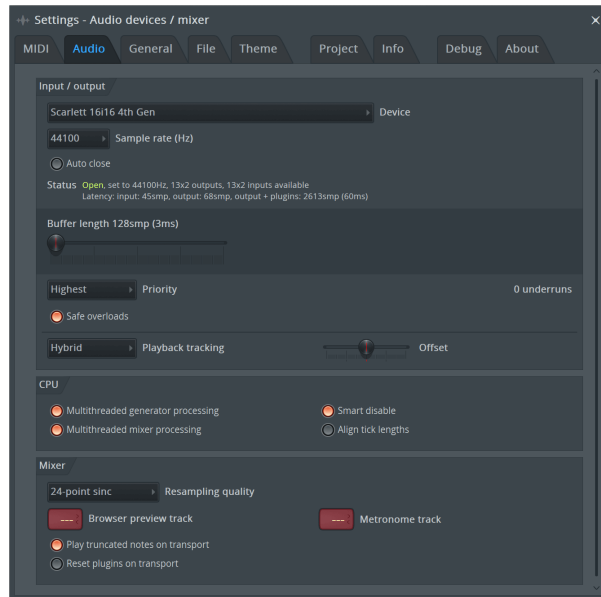 Settings - Audio devices / mixer
MIDI Audio General File Theme Project Info Debug About
Input / output
Scarlett 16i16 4th Gen Device
44100 Sample rate (Hz)
Auto close
Status Open, set to 44100Hz, 13x2 outputs, 13x2 inputs available
Latency: input: 45smp, output: 68smp, output + plugins: 2613smp (60ms)
Buffer length 128smp (3ms)
Highest Priority 0 underruns
Safe overloads
Hybrid Playback tracking Offset
CPU
Multithreaded generator processing Smart disable
Multithreaded mixer processing Align tick lengths
Mixer
24-point sinc Resampling quality
--- Browser preview track --- Metronome track
Play truncated notes on transport
Reset plugins on transport